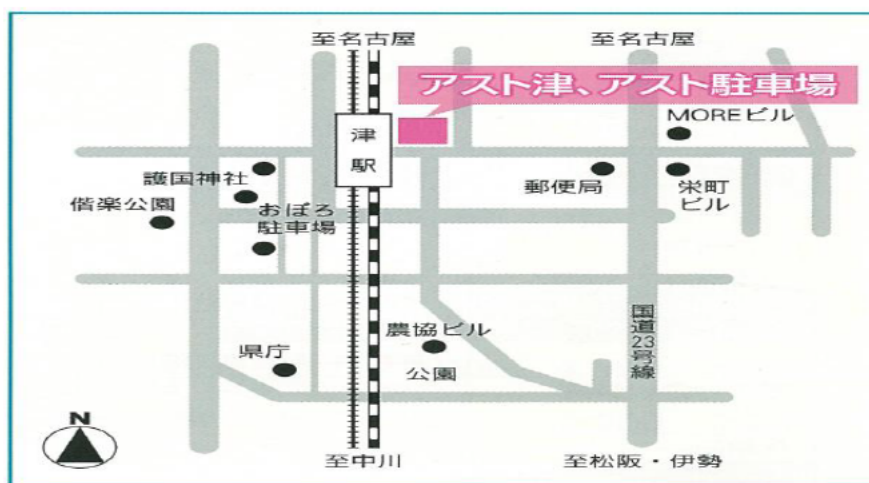 至名古屋
至名古屋
アスト津、アスト駐車場
MOREビル
津駅
護国神社
郵便局
栄町
ビル
偕楽公園
おぼろ
駐車場
国道23号線
農協ビル
県庁
公園
N
至中川
至松阪・伊勢